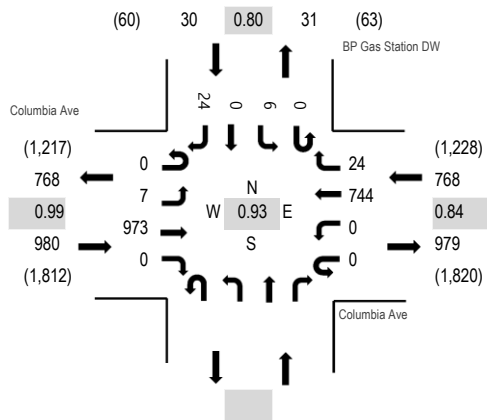 (60) 30 0.80 31 (63)
BP Gas Station DW
24 0 6 0
Columbia Ave
(1,217) 0 24 (1,228)
768 7 N 744 768
0.99 973 W 0.93 E 0 0.84
980 0 S 0 979
(1,812) (1,820)
Columbia Ave